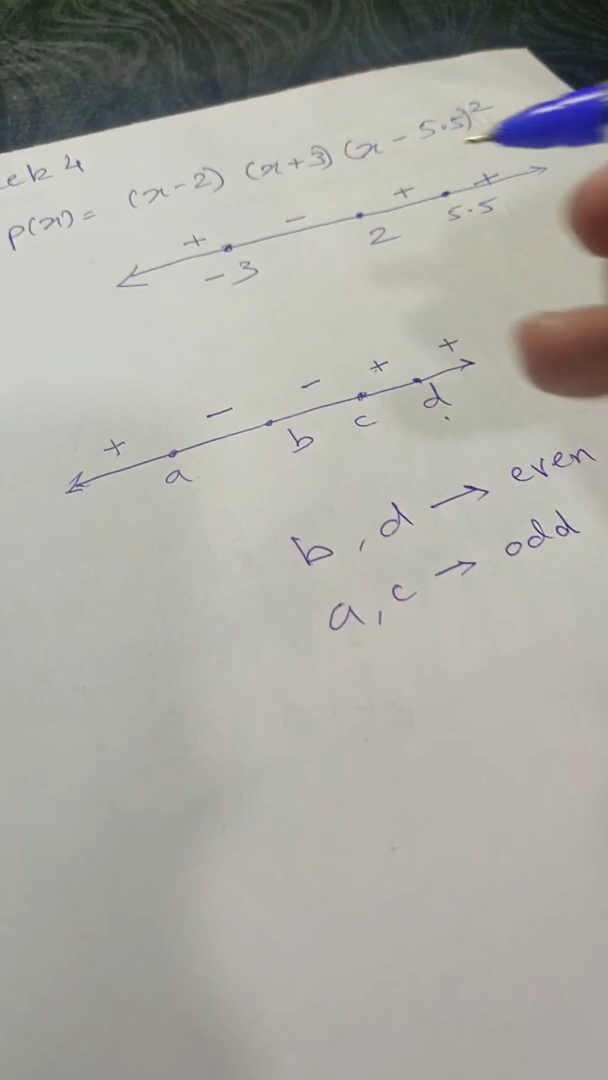 ek 4
p(x) = (x-2) (x+3) (x-5.5)²
+ - + +
-3 2 5.5
+ - - + +
a b c d
b, d → even
a, c → odd